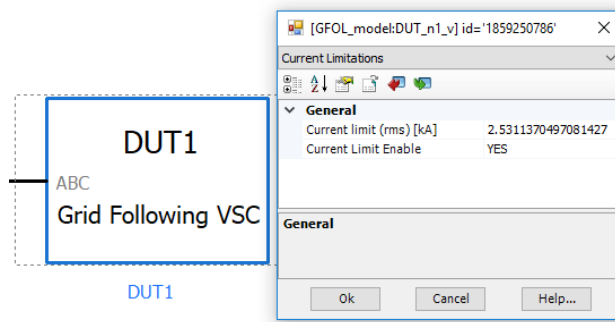 DUT1
ABC
Grid Following VSC
DUT1
[GFOL_model:DUT_n1_v] id='1859250786'
Current Limitations
General
Current limit (rms) [kA] 2.5311370497081427
Current Limit Enable YES
General
Ok Cancel Help...